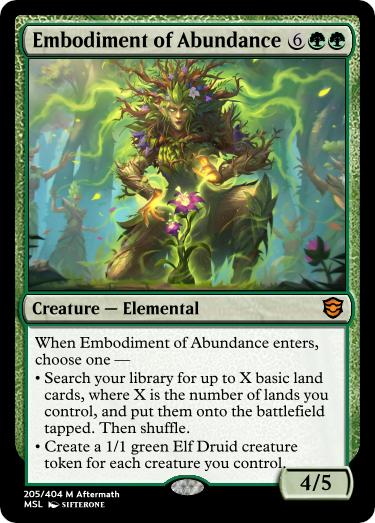 Embodiment of Abundance 6
Creature — Elemental
When Embodiment of Abundance enters,
choose one —
• Search your library for up to X basic land
cards, where X is the number of lands you
control, and put them onto the battlefield
tapped. Then shuffle.
• Create a 1/1 green Elf Druid creature
token for each creature you control.
4/5
205/404 M Aftermath
MSL SIFTERONE